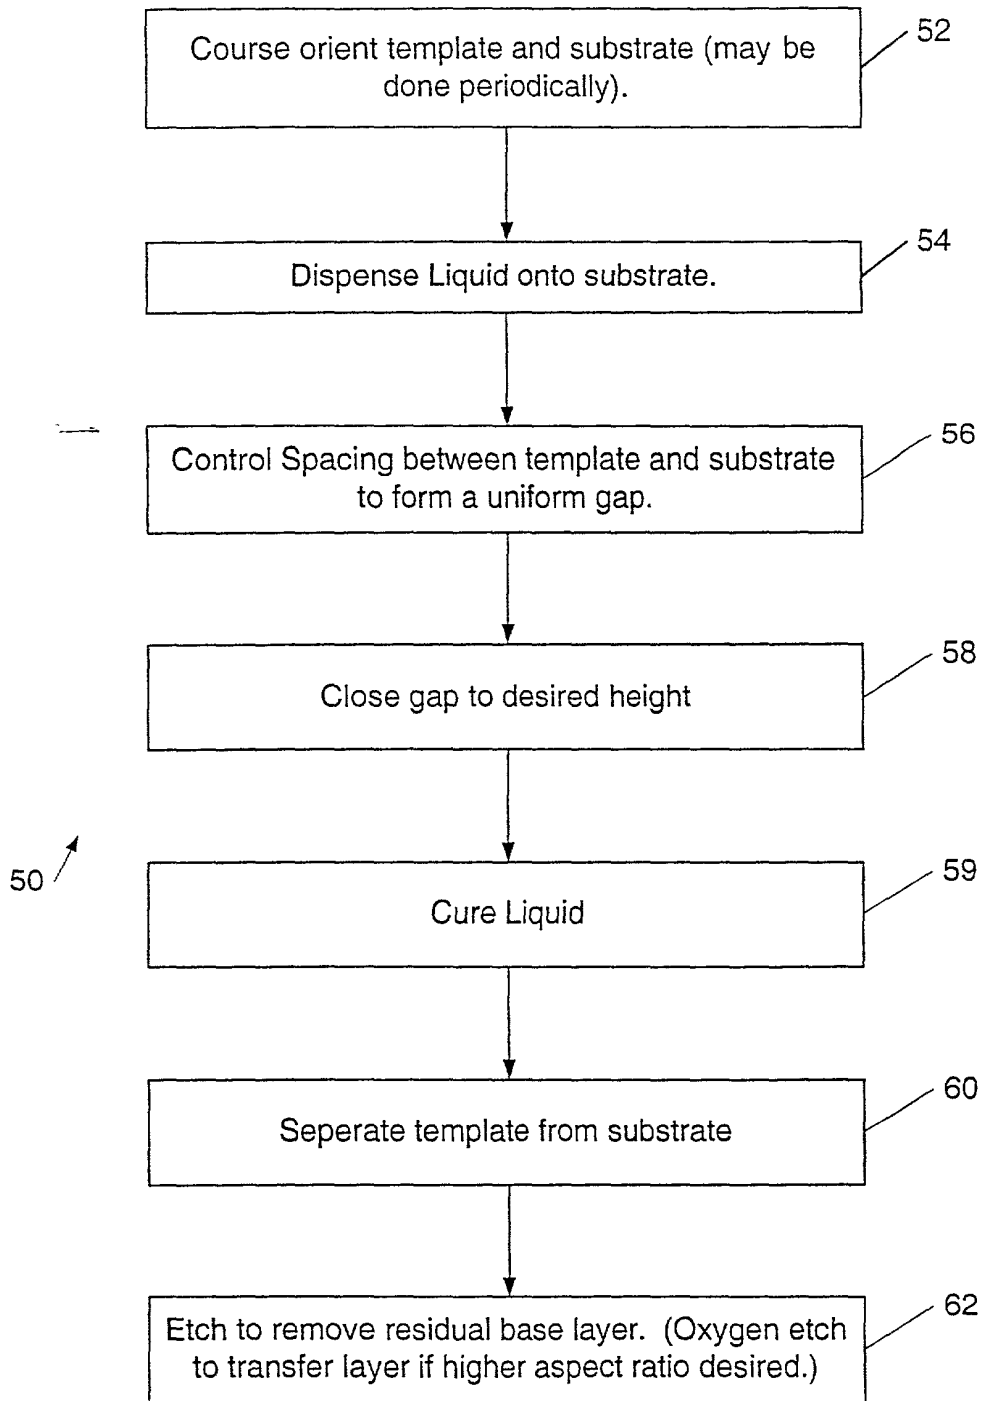 Course orient template and substrate (may be
done periodically).
52
Dispense Liquid onto substrate.
54
Control Spacing between template and substrate
to form a uniform gap.
56
Close gap to desired height
58
50
Cure Liquid
59
Seperate template from substrate
60
Etch to remove residual base layer. (Oxygen etch
to transfer layer if higher aspect ratio desired.)
62